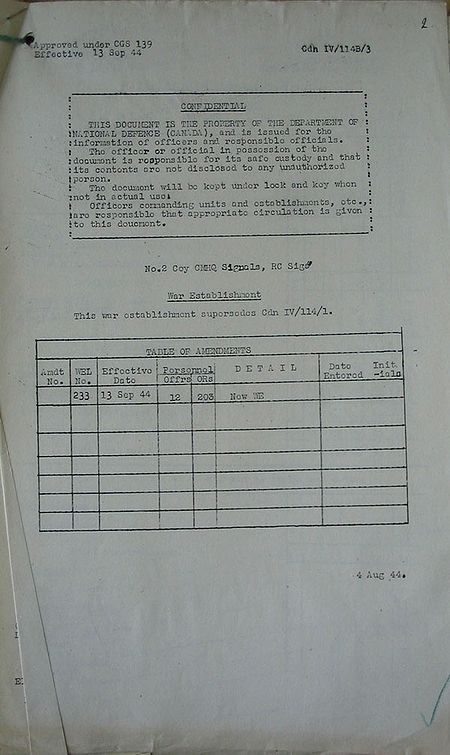 2
Approved under CGS 139
Effective 13 Sep 44
Cdn IV/114B/3
CONFIDENTIAL
THIS DOCUMENT IS THE PROPERTY OF THE DEPARTMENT OF
NATIONAL DEFENCE (CANADA), and is issued for the
information of officers and responsible officials.
The officer or official in possession of the
document is responsible for its safe custody and that
its contents are not disclosed to any unauthorized
person.
The document will be kept under lock and key when
not in actual use.
Officers commanding units and establishments, etc.,
are responsible that appropriate circulation is given
to this doucment.
No.2 Coy CMHQ Signals, RC Sigs
War Establishment
This war establishment supersedes Cdn IV/114/1.
TABLE OF AMENDMENTS
Amdt No. WEL No. Effective Date Personnel Offrs ORs DETAIL Date Entered Init-ials
233 13 Sep 44 12 203 New WE
4 Aug 44.